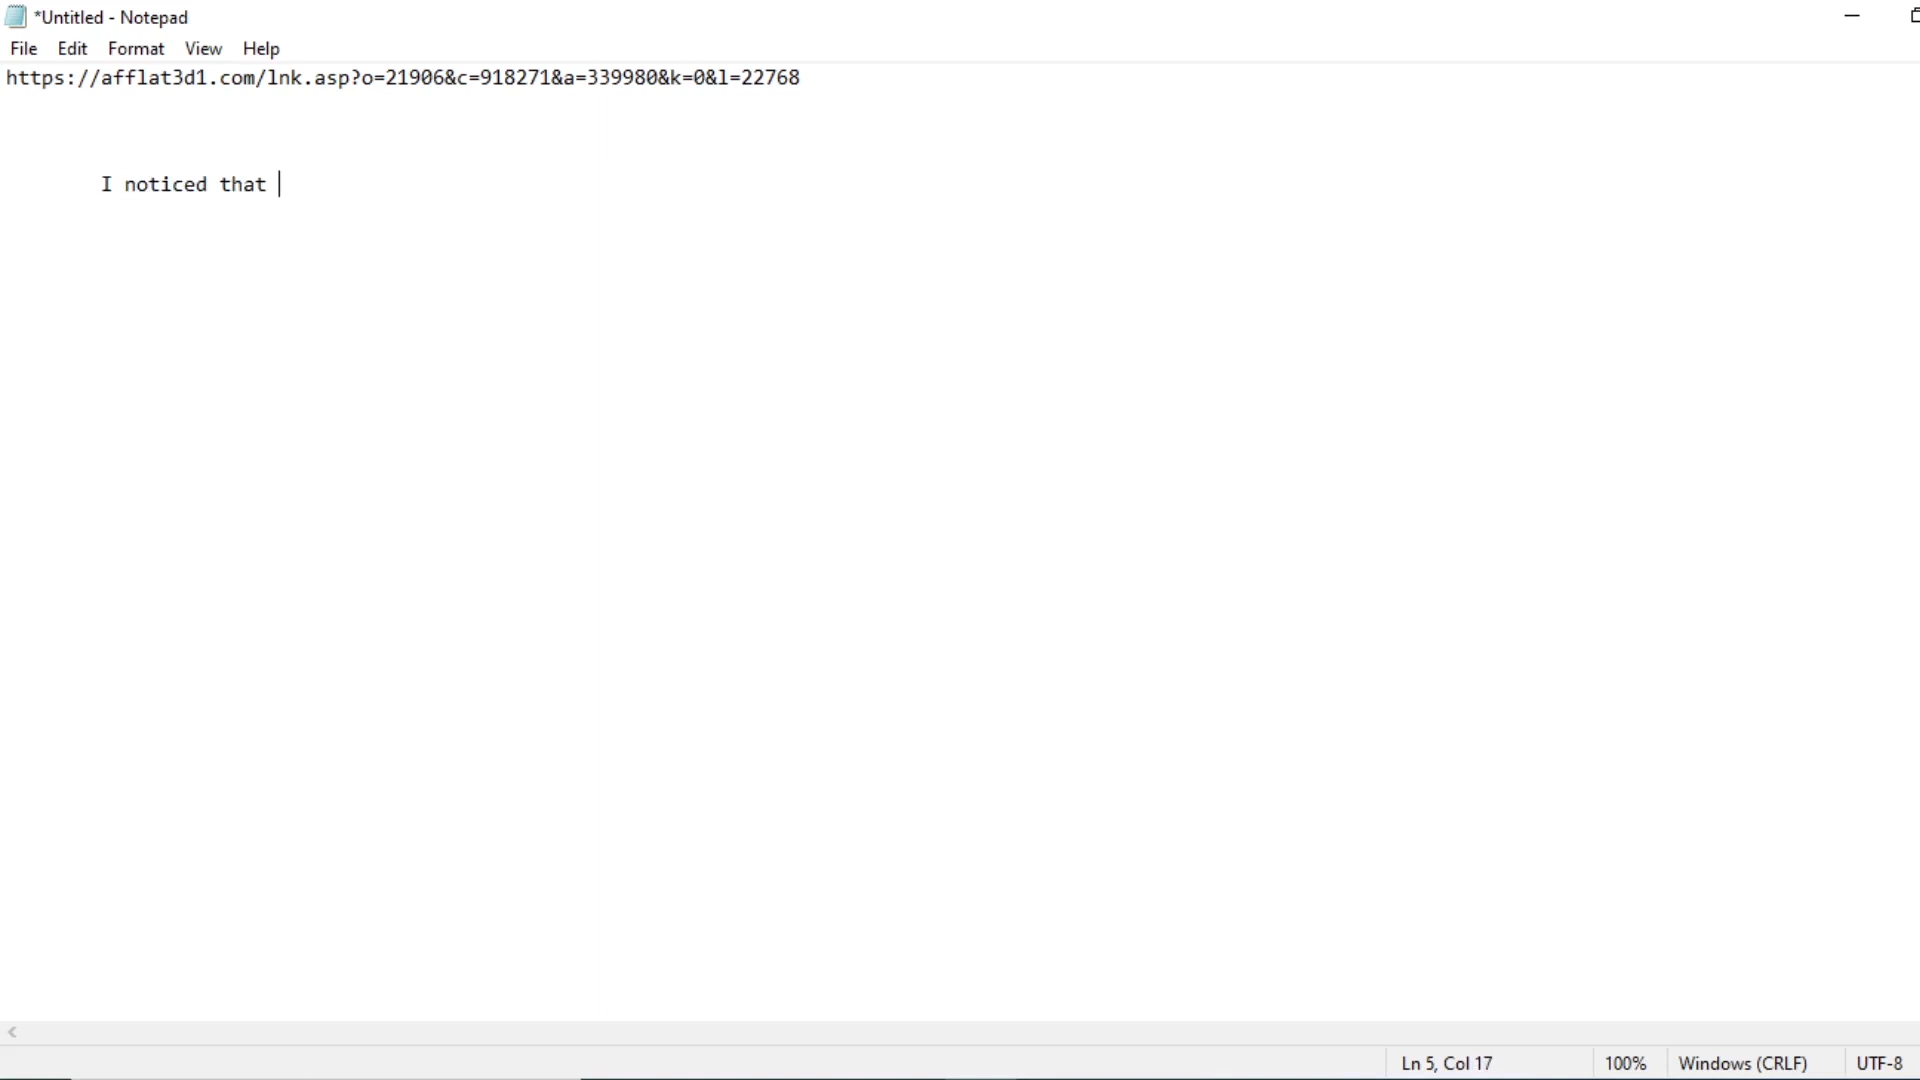 *Untitled - Notepad
File Edit Format View Help
https://afflat3d1.com/lnk.asp?o=21906&c=918271&a=339980&k=0&l=22768
I noticed that
Ln 5, Col 17 100% Windows (CRLF) UTF-8